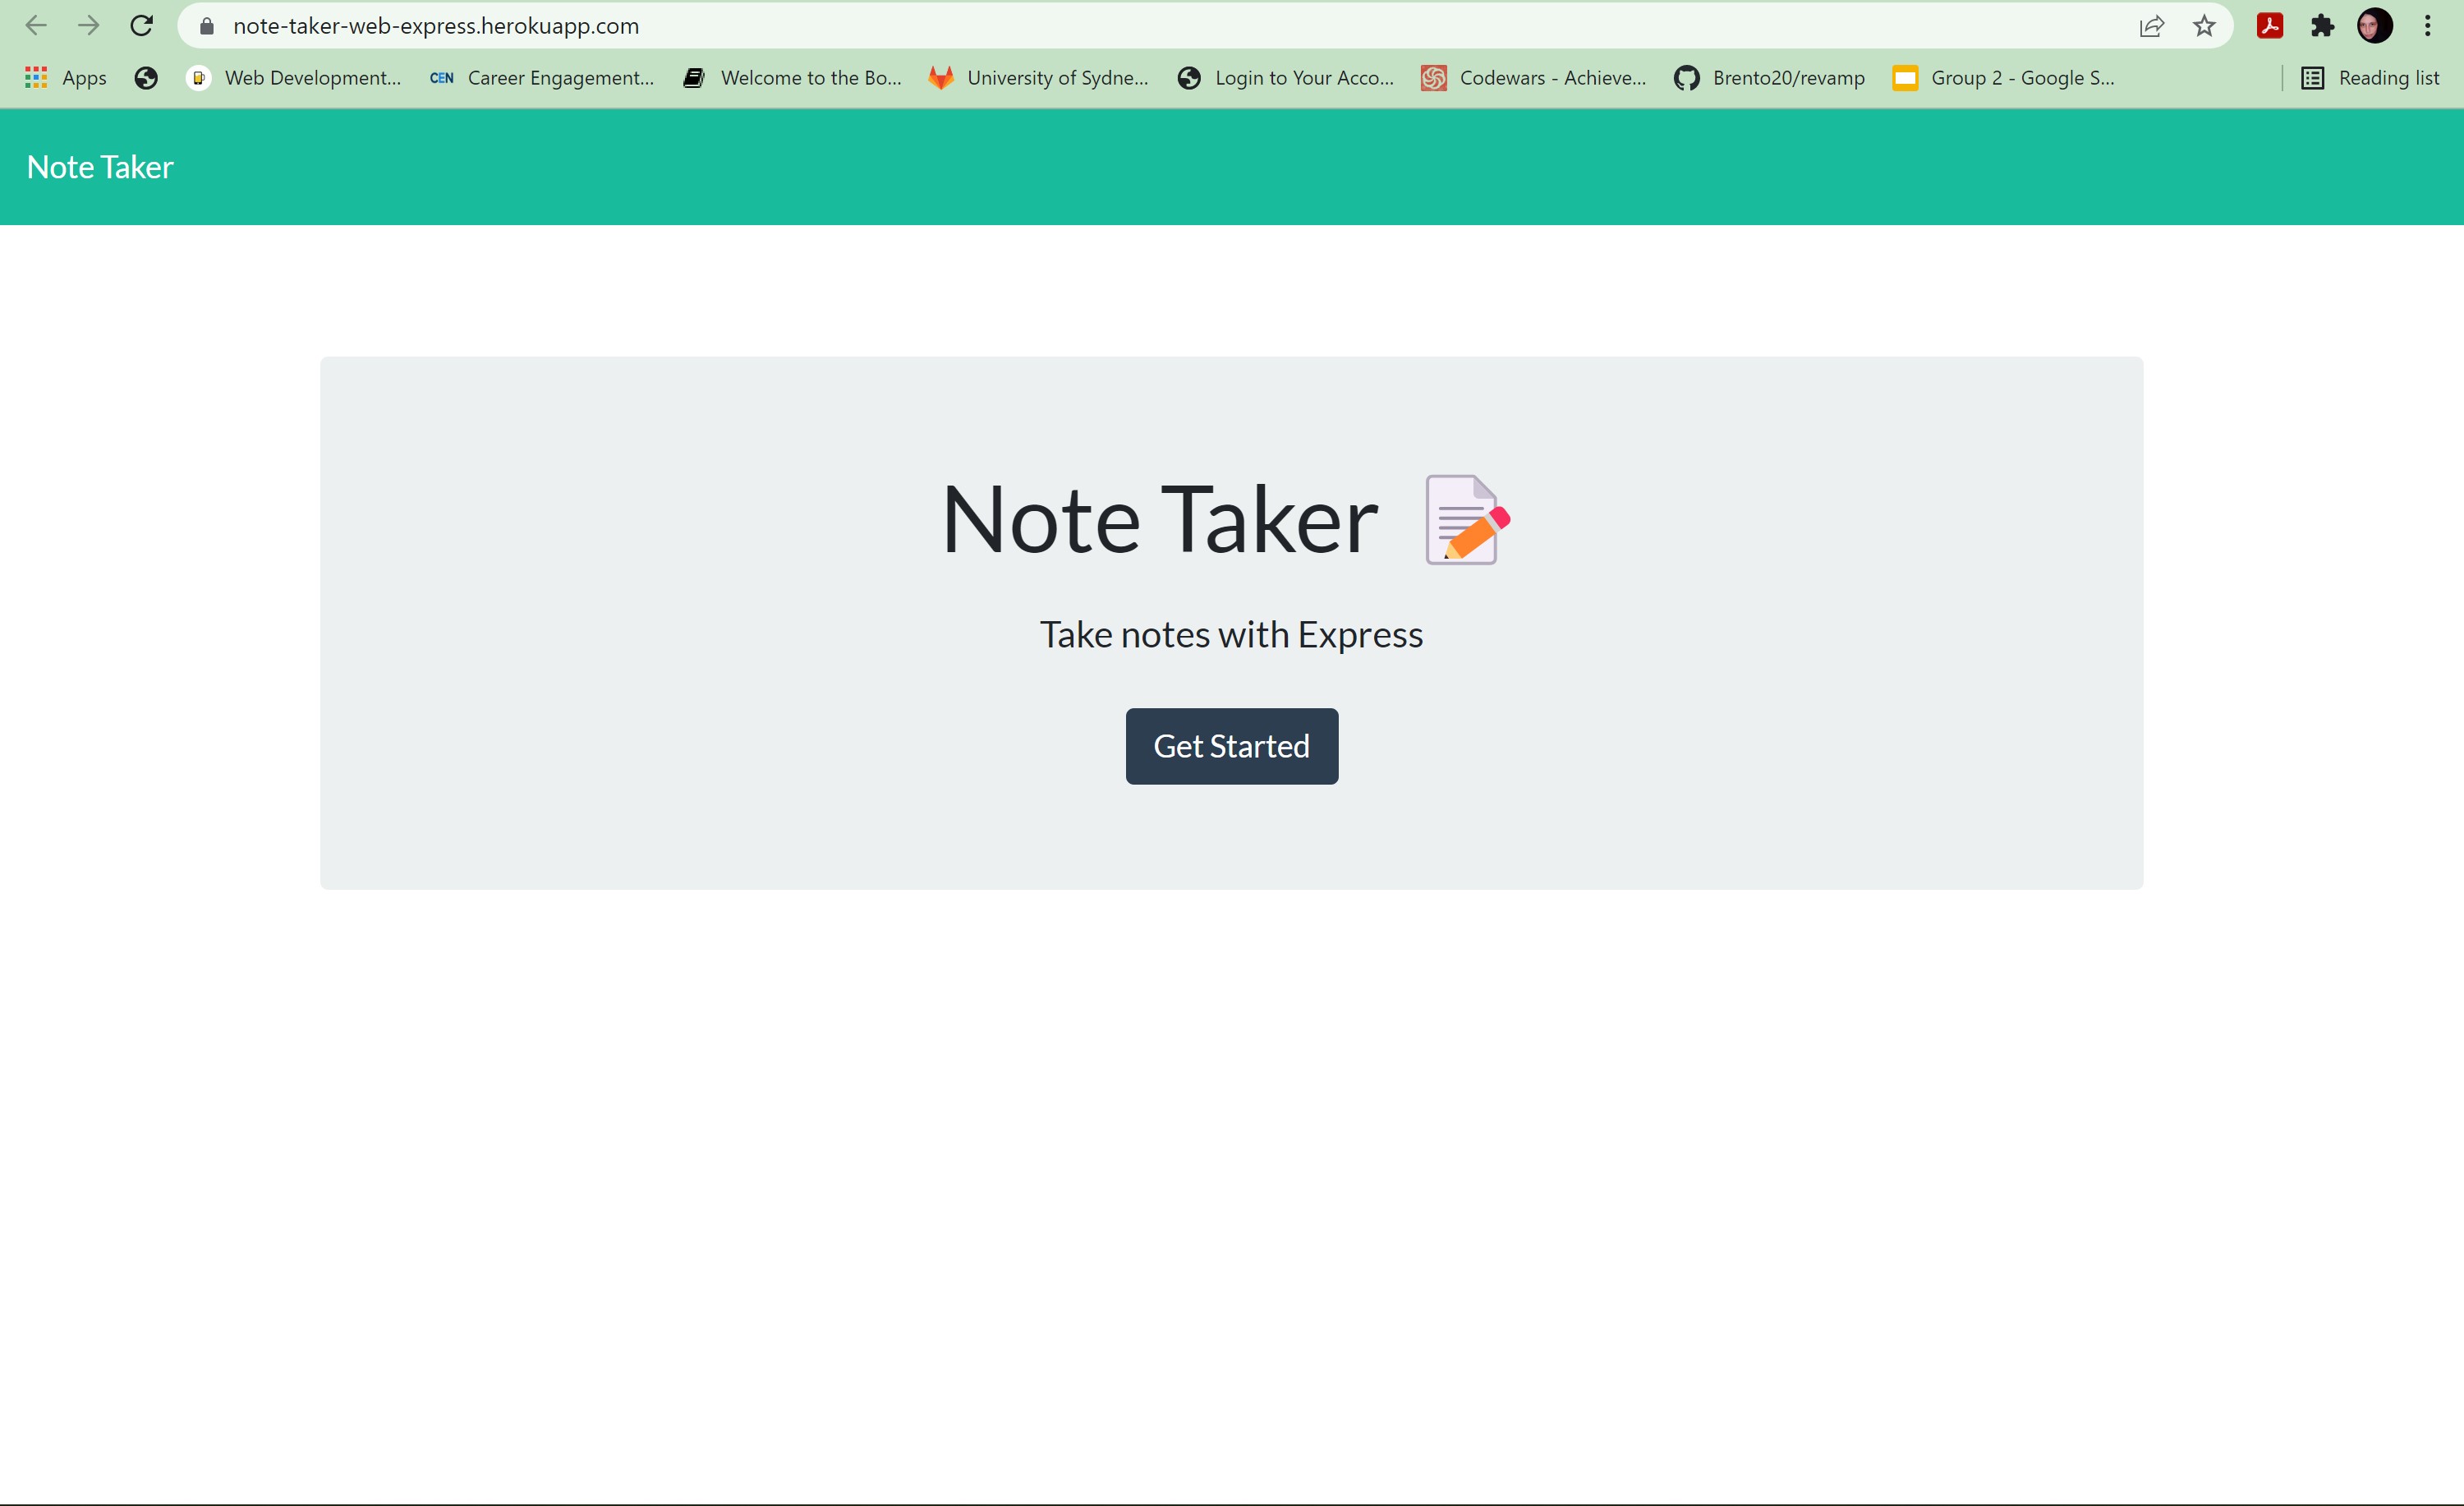 note-taker-web-express.herokuapp.com
Apps Web Development... CEN Career Engagement... Welcome to the Bo... University of Sydne... Login to Your Acco... Codewars - Achieve... Brento20/revamp Group 2 - Google S... Reading list
Note Taker
Note Taker
Take notes with Express
Get Started